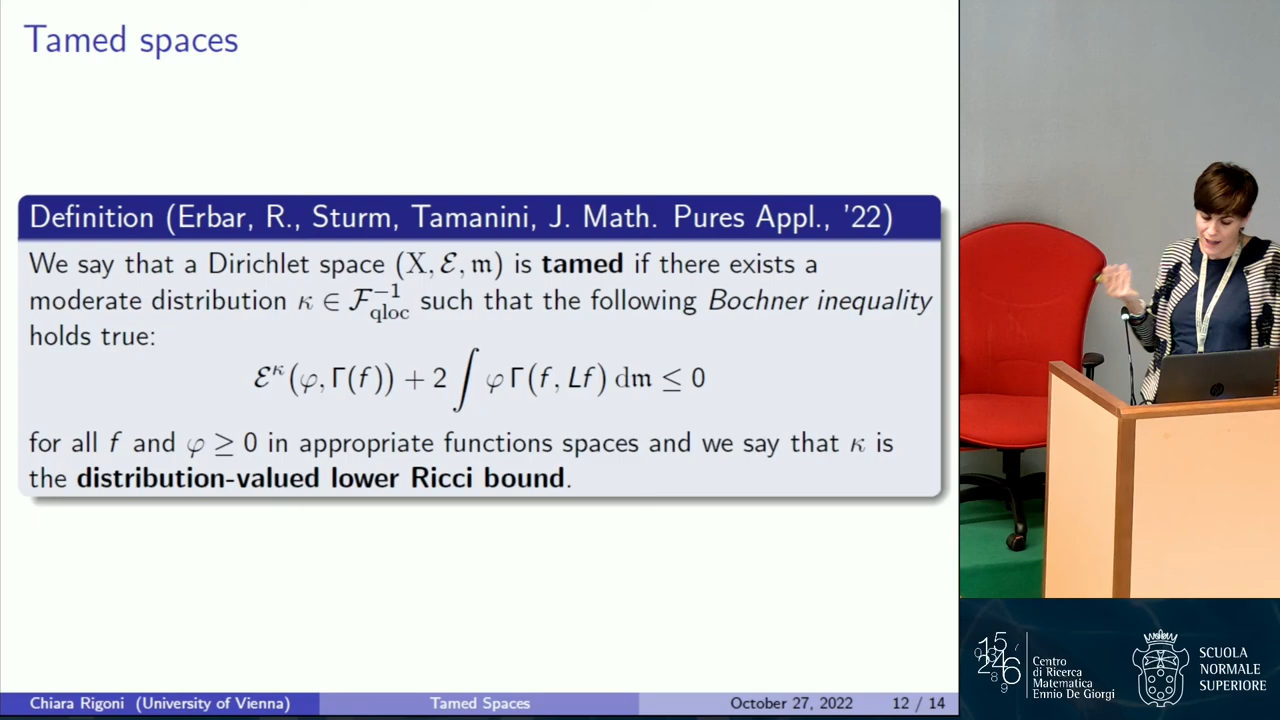 Tamed spaces
Definition (Erbar, R., Sturm, Tamanini, J. Math. Pures Appl., '22)
We say that a Dirichlet space (X, ℰ, 𝔪) is tamed if there exists a
moderate distribution κ ∈ ℱ⁻¹_qloc such that the following Bochner inequality
holds true:
ℰ^κ(φ, Γ(f)) + 2 ∫ φ Γ(f, Lf) d𝔪 ≤ 0
for all f and φ ≥ 0 in appropriate functions spaces and we say that κ is
the distribution-valued lower Ricci bound.
Chiara Rigoni (University of Vienna) Tamed Spaces October 27, 2022 12 / 14
Centro
di Ricerca
Matematica
Ennio De Giorgi
SCUOLA
NORMALE
SUPERIORE